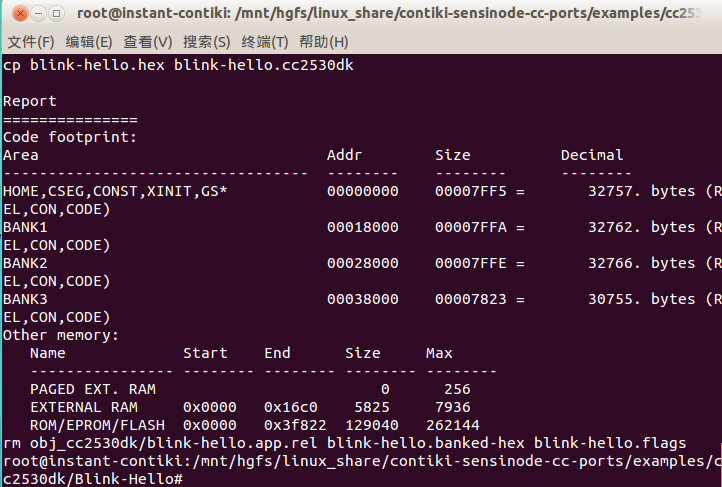 root@instant-contiki: /mnt/hgfs/linux_share/contiki-sensinode-cc-ports/examples/cc253
文件(F) 编辑(E) 查看(V) 搜索(S) 终端(T) 帮助(H)
cp blink-hello.hex blink-hello.cc2530dk
Report
===============
Code footprint:
Area Addr Size Decimal
---------------------------------- -------- -------- --------
HOME,CSEG,CONST,XINIT,GS* 00000000 00007FF5 = 32757. bytes (R
EL,CON,CODE)
BANK1 00018000 00007FFA = 32762. bytes (R
EL,CON,CODE)
BANK2 00028000 00007FFE = 32766. bytes (R
EL,CON,CODE)
BANK3 00038000 00007823 = 30755. bytes (R
EL,CON,CODE)
Other memory:
Name Start End Size Max
---------------- -------- -------- -------- --------
PAGED EXT. RAM 0 256
EXTERNAL RAM 0x0000 0x16c0 5825 7936
ROM/EPROM/FLASH 0x0000 0x3f822 129040 262144
rm obj_cc2530dk/blink-hello.app.rel blink-hello.banked-hex blink-hello.flags
root@instant-contiki:/mnt/hgfs/linux_share/contiki-sensinode-cc-ports/examples/c
c2530dk/Blink-Hello#